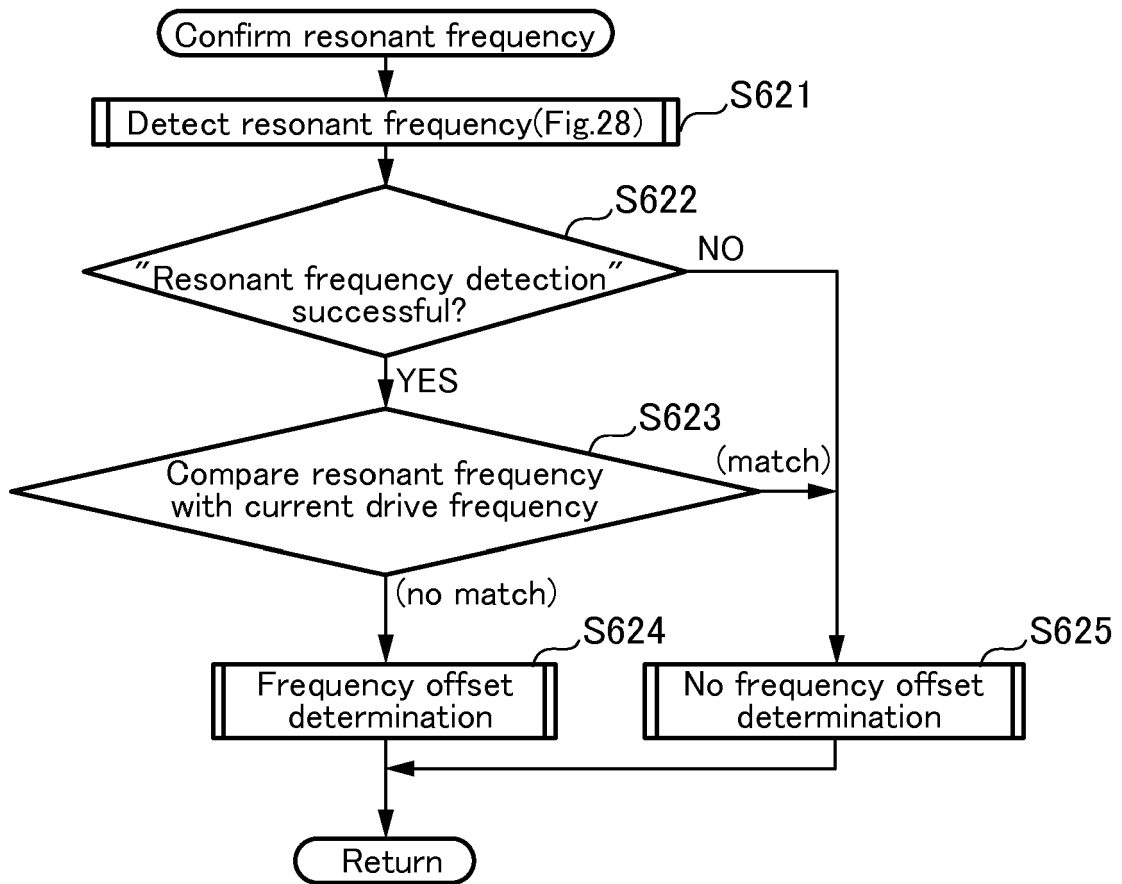 Confirm resonant frequency
S621
Detect resonant frequency(Fig.28)
S622
NO
"Resonant frequency detection"
successful?
YES
S623
(match)
Compare resonant frequency
with current drive frequency
(no match)
S624
S625
Frequency offset
determination
No frequency offset
determination
Return